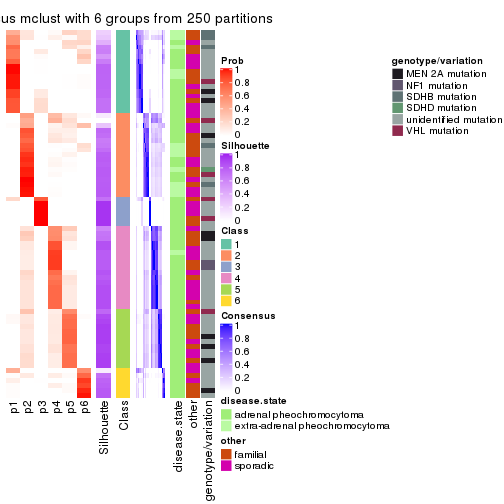 us mclust with 6 groups from 250 partitions
Prob
1
0.8
0.6
0.4
0.2
0
Silhouette
1
0.8
0.6
0.4
0.2
0
Class
1
2
3
4
5
6
Consensus
1
0.8
0.6
0.4
0.2
0
disease.state
adrenal pheochromocytoma
extra-adrenal pheochromocytoma
other
familial
sporadic
genotype/variation
MEN 2A mutation
NF1 mutation
SDHB mutation
SDHD mutation
unidentified mutation
VHL mutation
p1
p2
p3
p4
p5
p6
Silhouette
Class
disease.state
other
genotype/variation